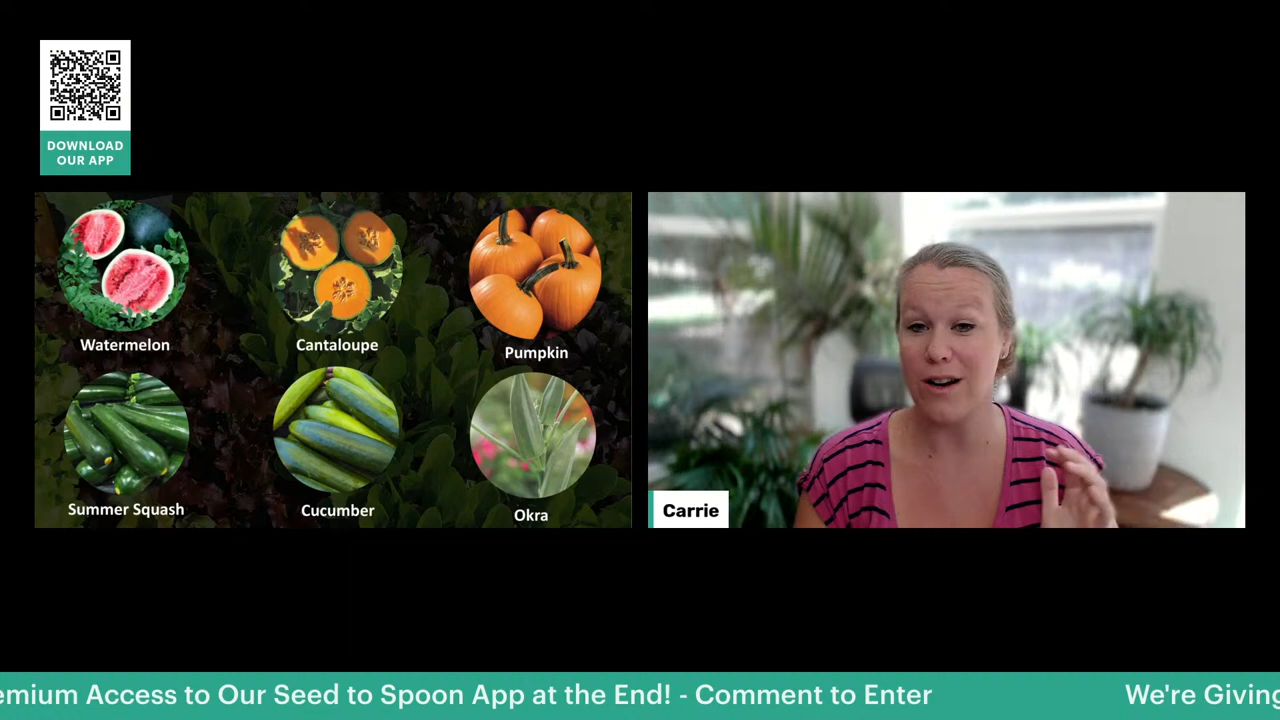 DOWNLOAD
OUR APP
Watermelon
Cantaloupe
Pumpkin
Summer Squash
Cucumber
Okra
Carrie
emium Access to Our Seed to Spoon App at the End! - Comment to Enter
We're Giving